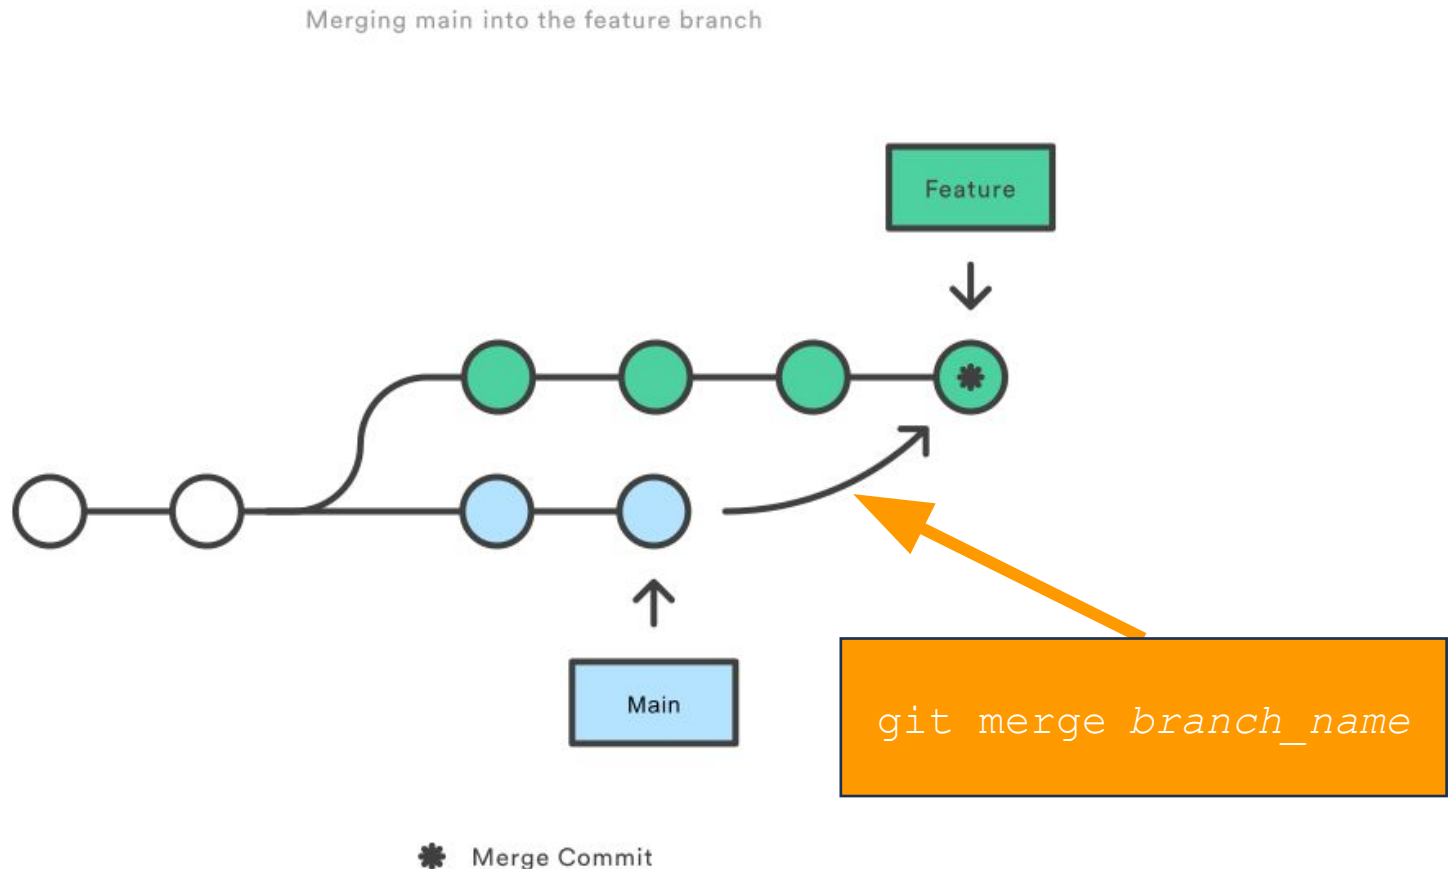 Merging main into the feature branch
Feature
Main
git merge branch_name
Merge Commit